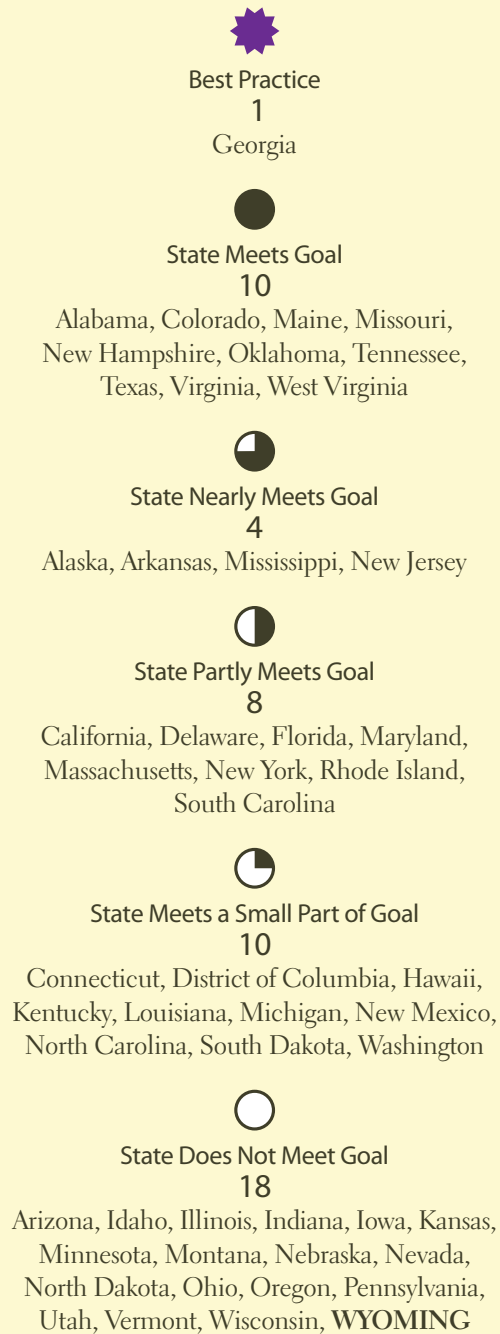 Best Practice
1
Georgia
State Meets Goal
10
Alabama, Colorado, Maine, Missouri,
New Hampshire, Oklahoma, Tennessee,
Texas, Virginia, West Virginia
State Nearly Meets Goal
4
Alaska, Arkansas, Mississippi, New Jersey
State Partly Meets Goal
8
California, Delaware, Florida, Maryland,
Massachusetts, New York, Rhode Island,
South Carolina
State Meets a Small Part of Goal
10
Connecticut, District of Columbia, Hawaii,
Kentucky, Louisiana, Michigan, New Mexico,
North Carolina, South Dakota, Washington
State Does Not Meet Goal
18
Arizona, Idaho, Illinois, Indiana, Iowa, Kansas,
Minnesota, Montana, Nebraska, Nevada,
North Dakota, Ohio, Oregon, Pennsylvania,
Utah, Vermont, Wisconsin, WYOMING